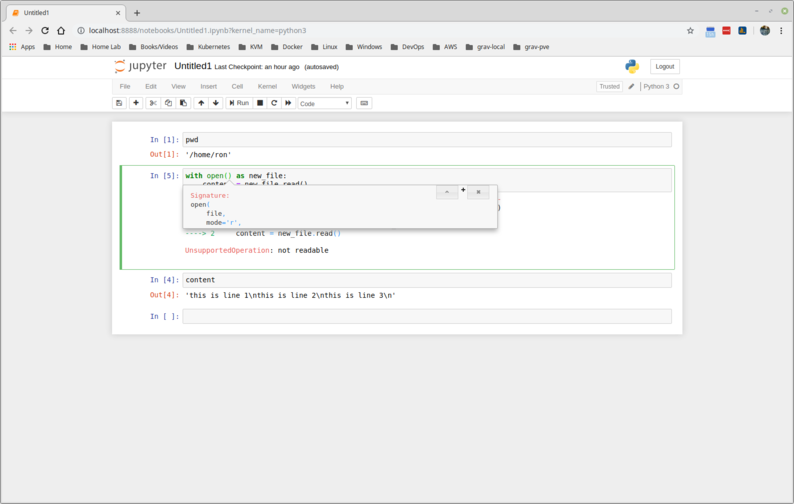 Untitled1
localhost:8888/notebooks/Untitled1.ipynb?kernel_name=python3
Apps Home Home Lab Books/Videos Kubernetes KVM Docker Linux Windows DevOps AWS grav-local grav-pve
jupyter Untitled1 Last Checkpoint: an hour ago (autosaved) Logout
File Edit View Insert Cell Kernel Widgets Help Trusted Python 3
Run Code
In [1]: pwd
Out[1]: '/home/ron'
In [5]: with open() as new_file:
content = new_file.read()
Signature:
open(
file,
mode='r',
----> 2 content = new_file.read()
UnsupportedOperation: not readable
In [4]: content
Out[4]: 'this is line 1\nthis is line 2\nthis is line 3\n'
In [ ]: